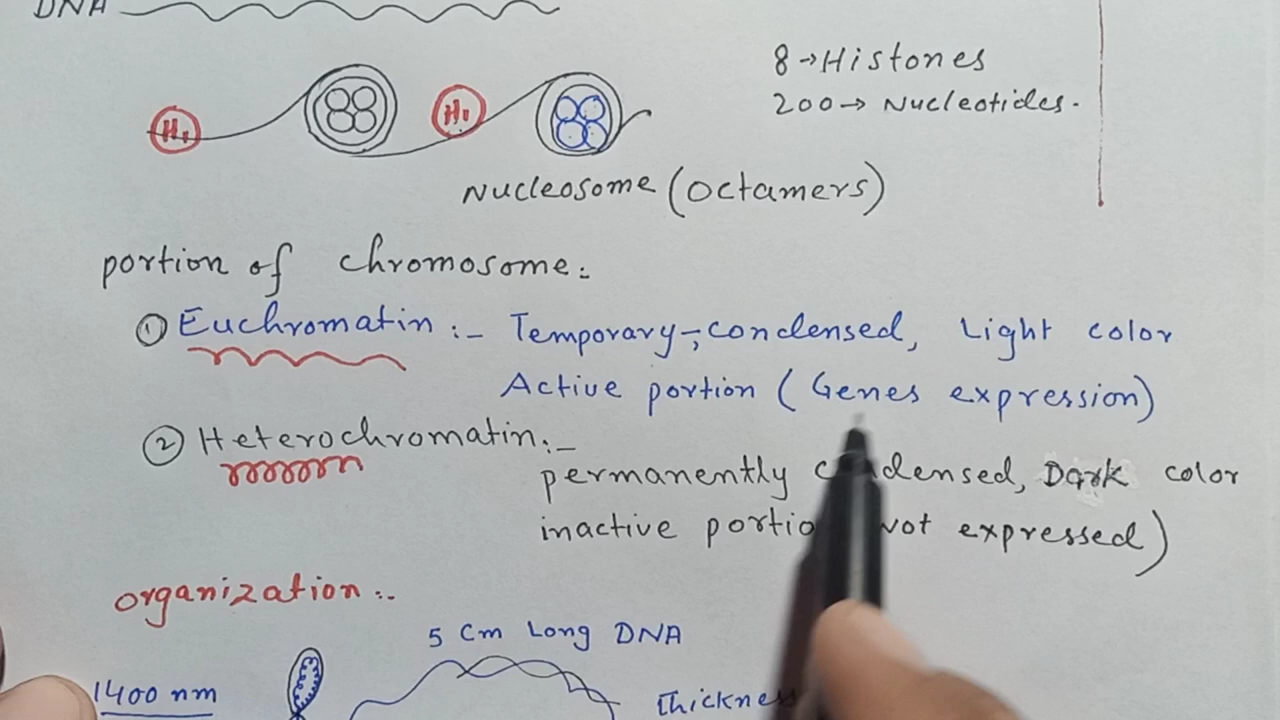 DNA
H1
H1
8→Histones
200→ Nucleotides.
Nucleosome (Octamers)
portion of chromosome:
① Euchromatin :- Temporary-condensed, Light color
Active portion (Genes expression)
② Heterochromatin:-
permanently condensed, Dark color
inactive portion Not expressed)
organization :-
5 Cm Long DNA
1400 nm
Thickness